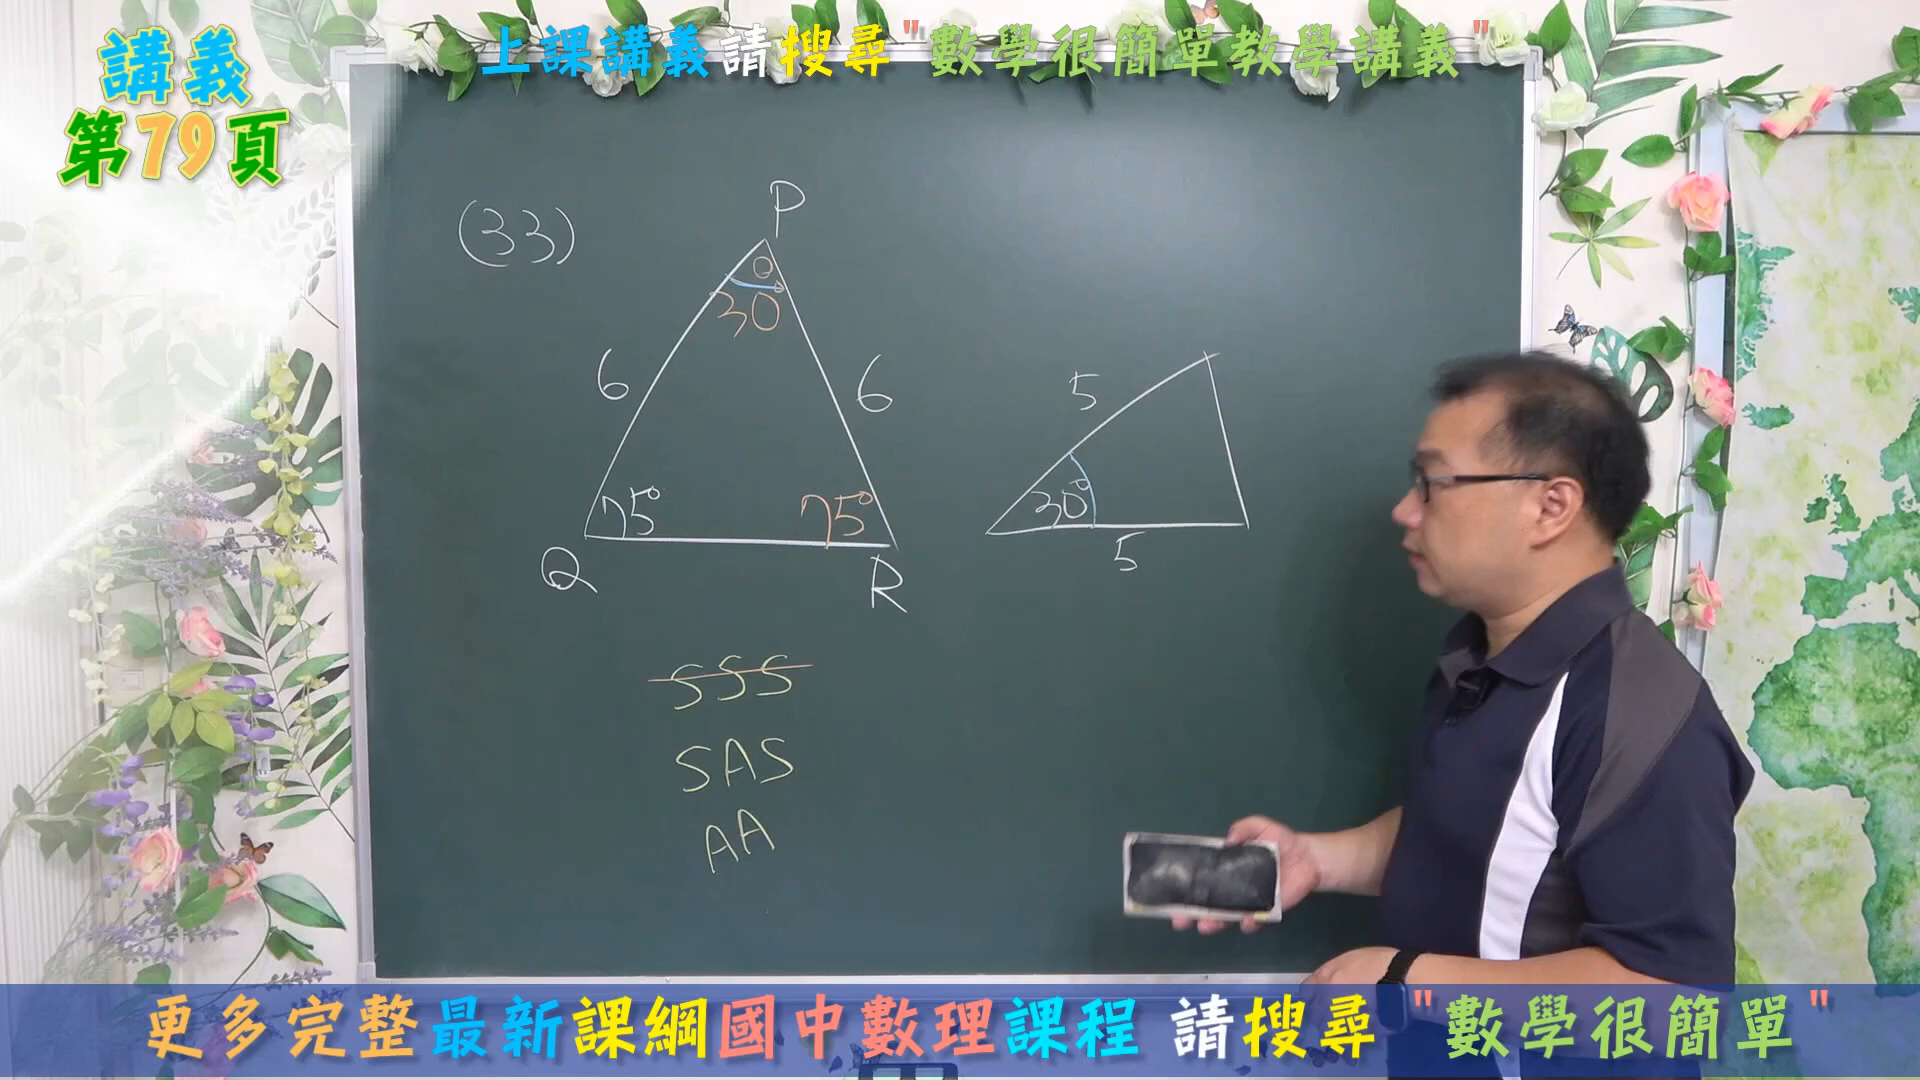 上課講義請搜尋"數學很簡單教學講義"
講義
第79頁
(33)
P
30°
6
6
75°
75°
Q
R
5
30°
5
SSS
SAS
AA
更多完整最新課綱國中數理課程 請搜尋 "數學很簡單"